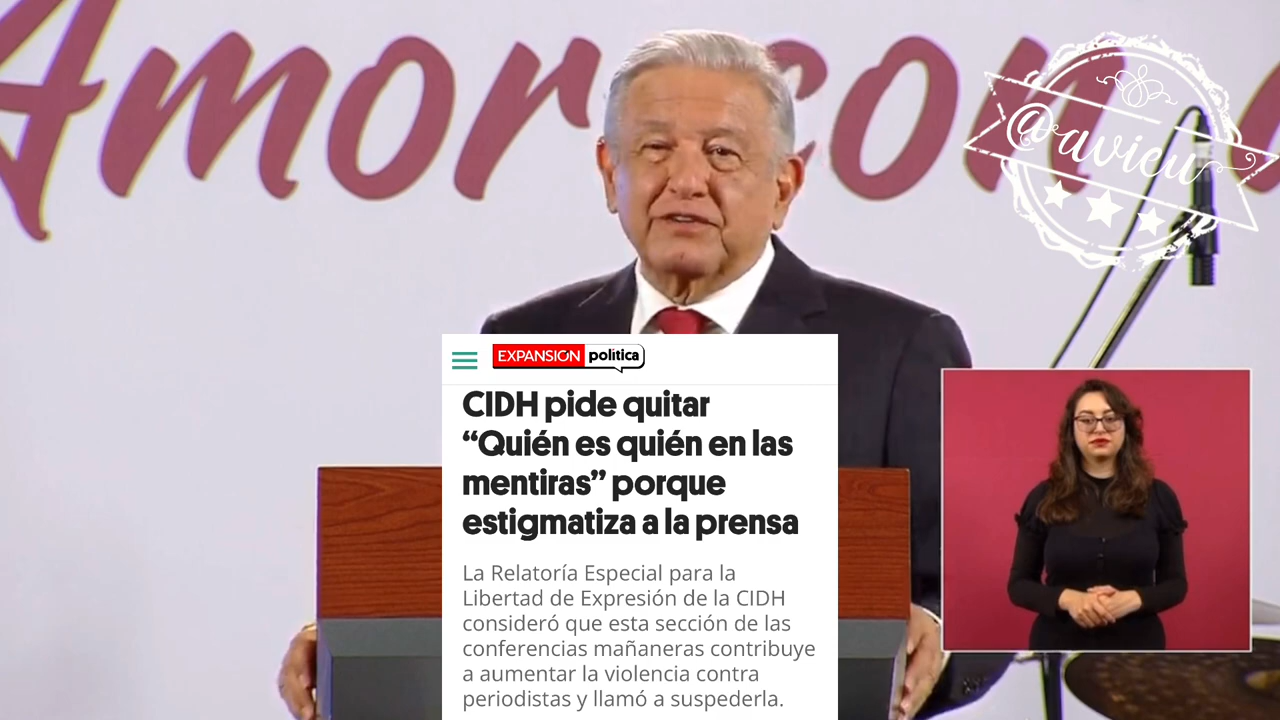 Amor con
@avieu
EXPANSIÓN política
CIDH pide quitar
“Quién es quién en las
mentiras” porque
estigmatiza a la prensa
La Relatoría Especial para la
Libertad de Expresión de la CIDH
consideró que esta sección de las
conferencias mañaneras contribuye
a aumentar la violencia contra
periodistas y llamó a suspederla.